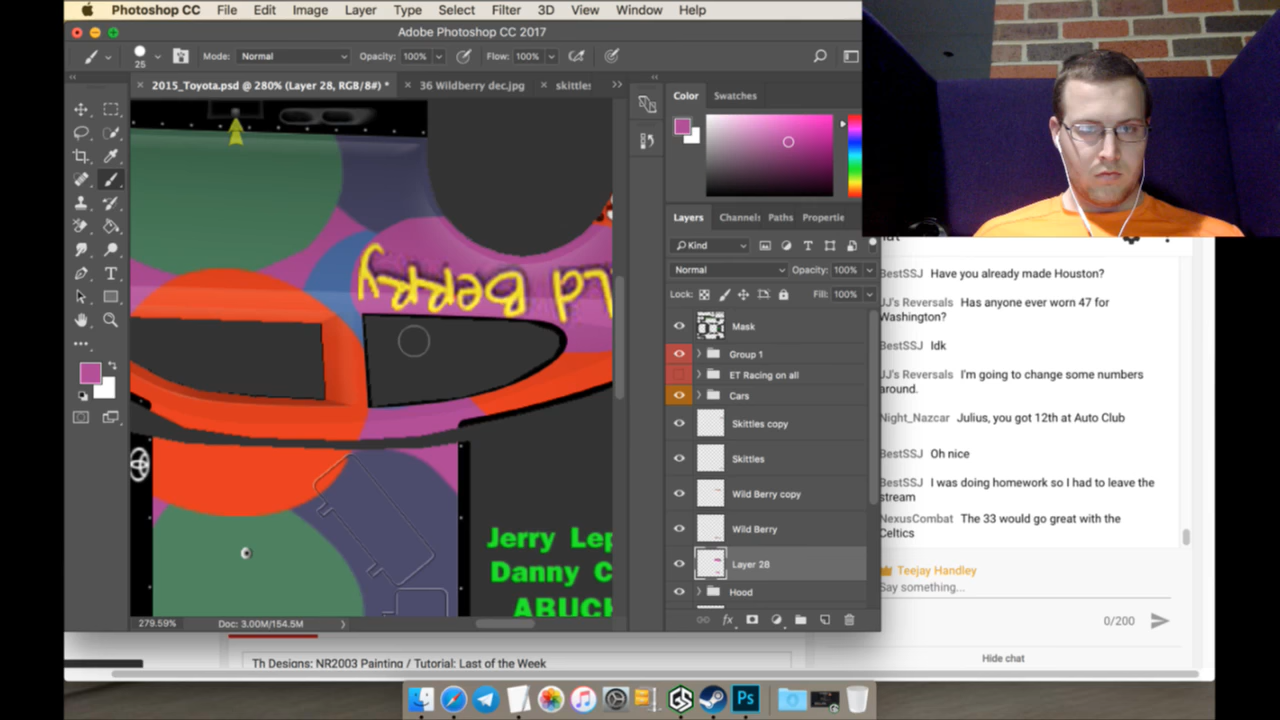 Photoshop CC File Edit Image Layer Type Select Filter 3D View Window Help
Adobe Photoshop CC 2017
25 Mode: Normal Opacity: 100% Flow: 100%
2015_Toyota.psd @ 280% (Layer 28, RGB/8#) * 36 Wildberry dec.jpg skittles
Color Swatches
Layers Channels Paths Propertie
Kind
Normal Opacity: 100%
Lock: Fill: 100%
Mask
Group 1
ET Racing on all
Cars
Skittles copy
Skittles
Wild Berry copy
Wild Berry
Layer 28
Hood
ld Berry
Jerry Lep
Danny C
ABUCK
279.59% Doc: 3.00M/154.5M
BestSSJ Have you already made Houston?
JJ's Reversals Has anyone ever worn 47 for
Washington?
BestSSJ Idk
JJ's Reversals I'm going to change some numbers
around.
Night_Nazcar Julius, you got 12th at Auto Club
BestSSJ Oh nice
BestSSJ I was doing homework so I had to leave the
stream
NexusCombat The 33 would go great with the
Celtics
Teejay Handley
Say something...
0/200
Hide chat
Th Designs: NR2003 Painting / Tutorial: Last of the Week
Ps